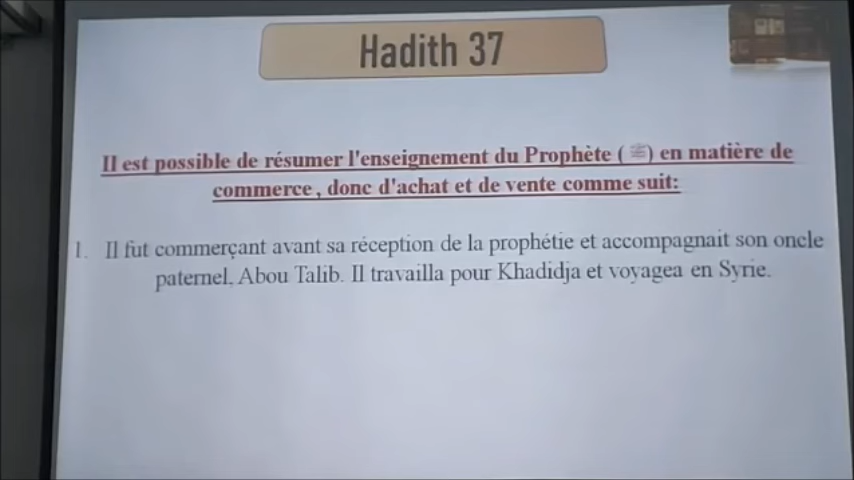 Hadith 37
Il est possible de résumer l'enseignement du Prophète (ﷺ) en matière de
commerce, donc d'achat et de vente comme suit:
1. Il fut commerçant avant sa réception de la prophétie et accompagnait son oncle
paternel, Abou Talib. Il travailla pour Khadidja et voyagea en Syrie.